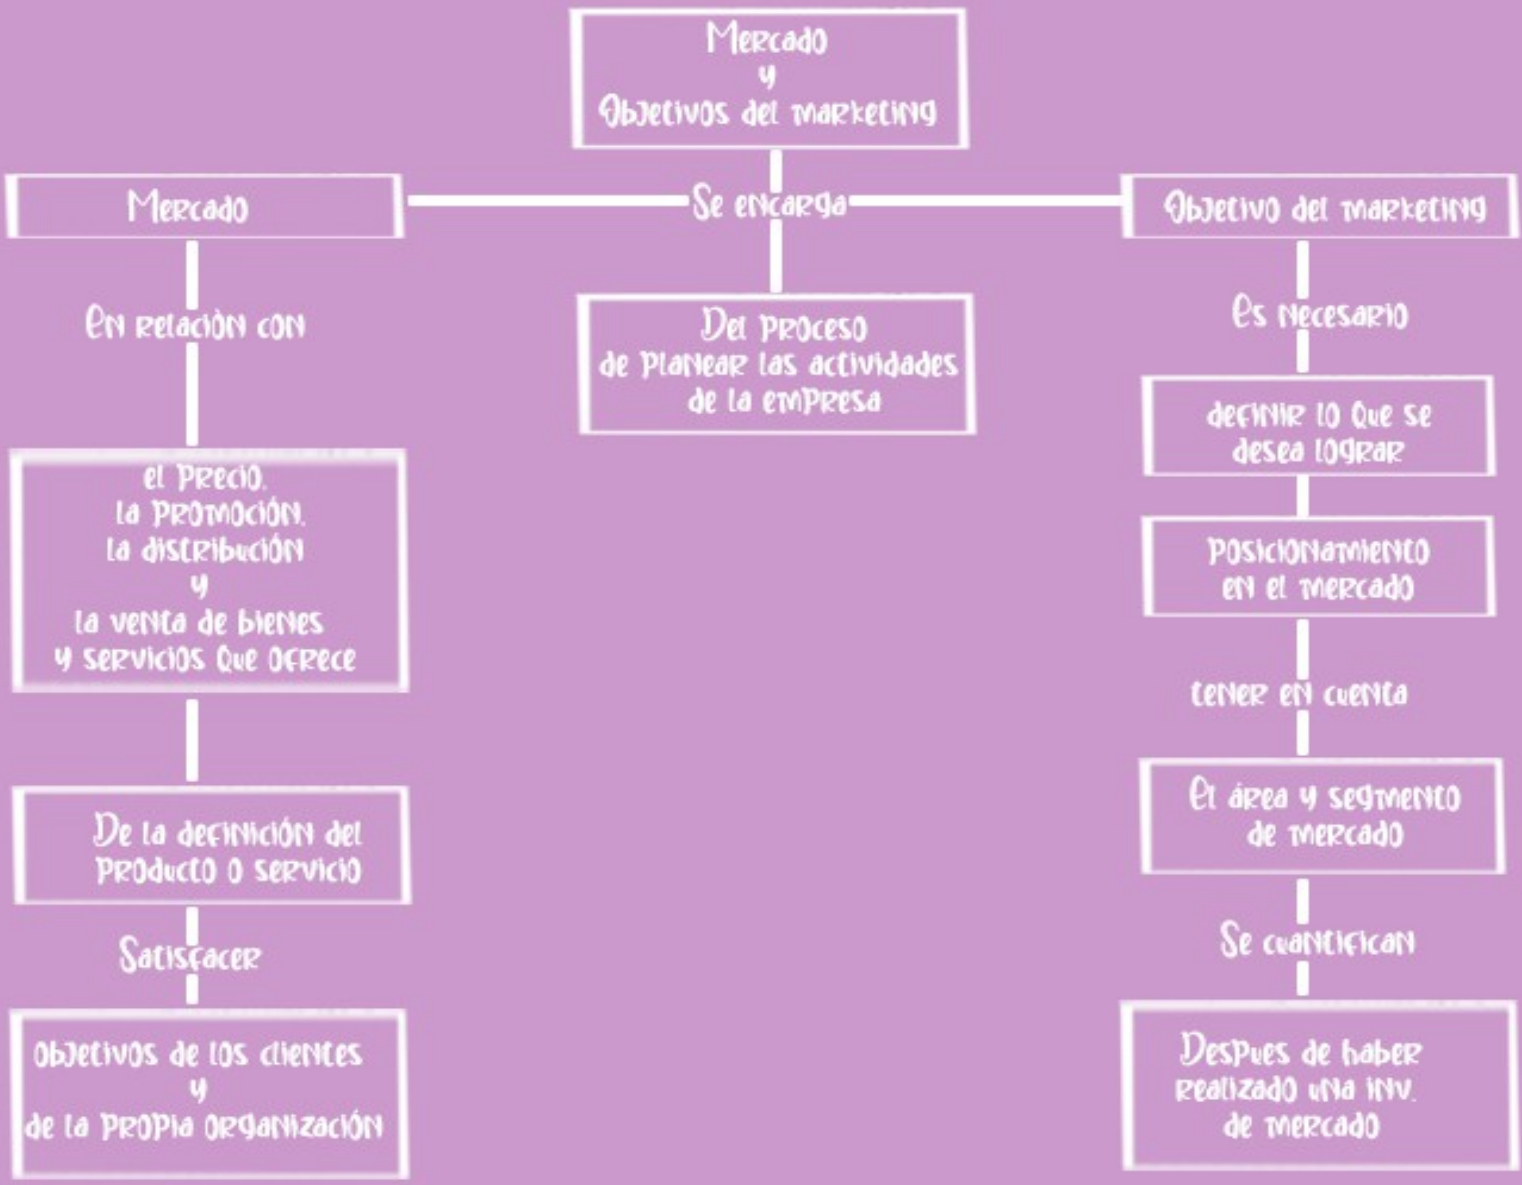 Mercado
y
Objetivos del marketing
Se encarga
Del proceso
de planear las actividades
de la empresa
Mercado
En relaciòn con
el precio,
la promoción,
la distribución
y
la venta de bienes
y servicios que ofrece
De la definición del
producto o servicio
Satisfacer
objetivos de los clientes
y
de la propia organización
Objetivo del marketing
Es necesario
definir lo que se
desea lograr
posicionamiento
en el mercado
tener en cuenta
El área y segmento
de mercado
Se cuantifican
Despues de haber
realizado una inv.
de mercado